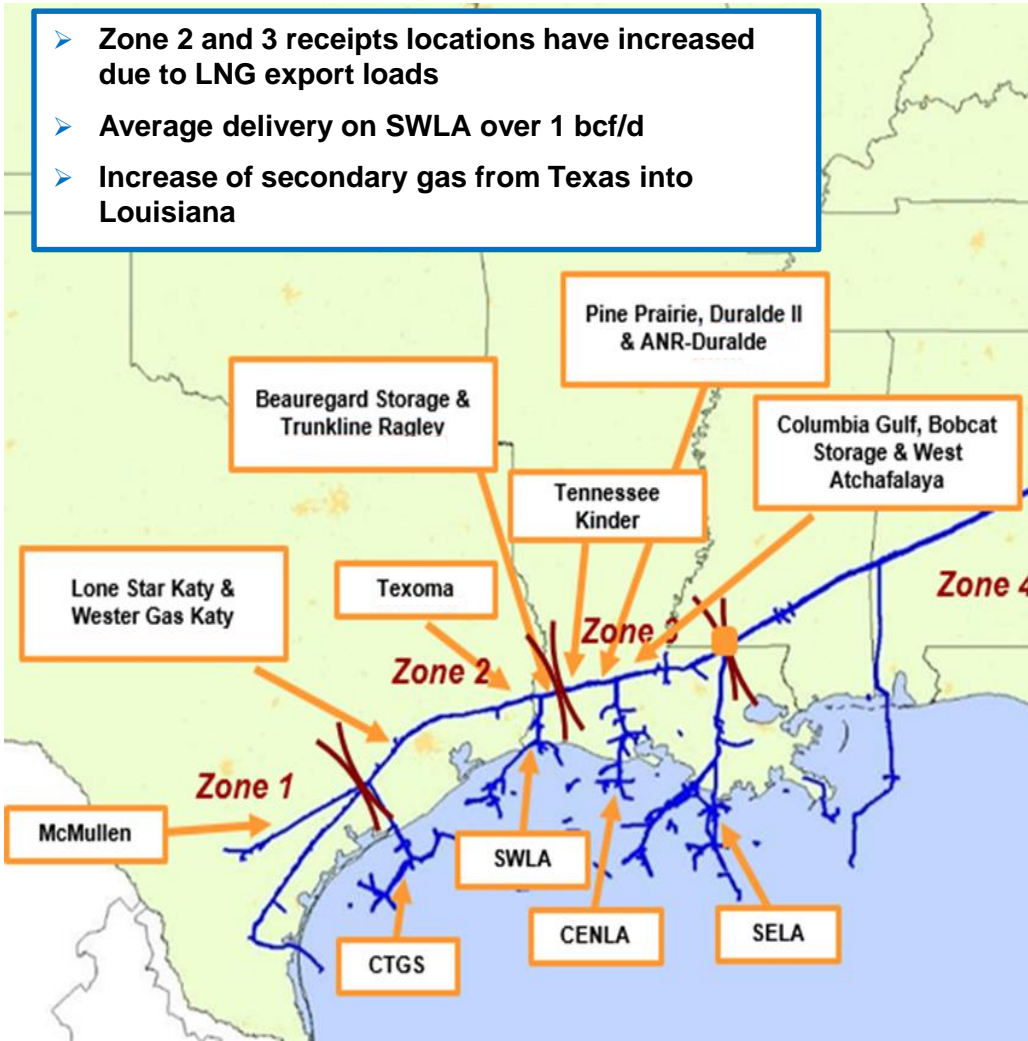 ➢ Zone 2 and 3 receipts locations have increased
due to LNG export loads
➢ Average delivery on SWLA over 1 bcf/d
➢ Increase of secondary gas from Texas into
Louisiana
Pine Prairie, Duralde II
& ANR-Duralde
Beauregard Storage &
Trunkline Ragley
Columbia Gulf, Bobcat
Storage & West
Atchafalaya
Tennessee
Kinder
Lone Star Katy &
Wester Gas Katy
Texoma
Zone 4
Zone 3
Zone 2
Zone 1
McMullen
SWLA
CENLA
SELA
CTGS